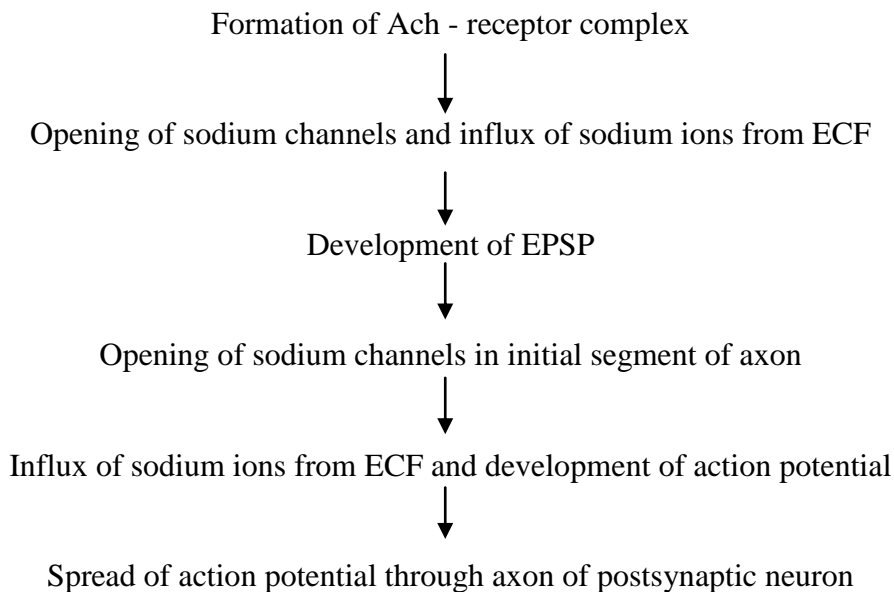 Formation of Ach - receptor complex
Opening of sodium channels and influx of sodium ions from ECF
Development of EPSP
Opening of sodium channels in initial segment of axon
Influx of sodium ions from ECF and development of action potential
Spread of action potential through axon of postsynaptic neuron